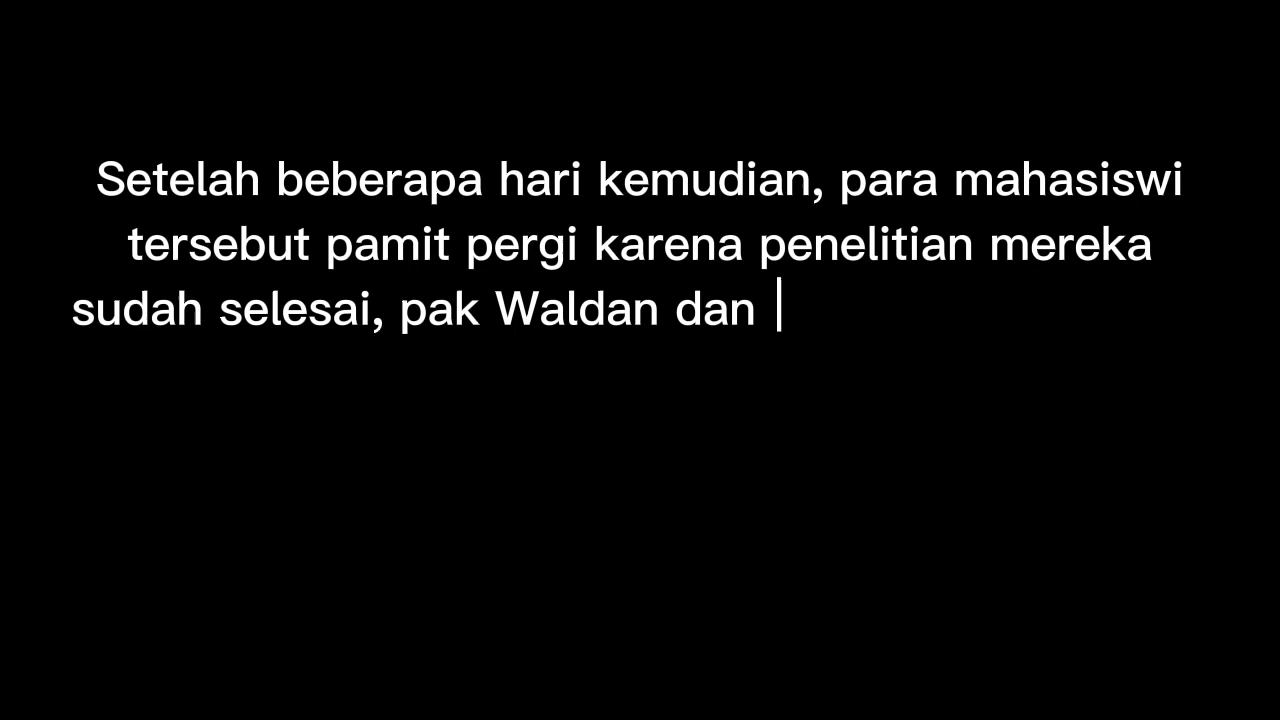 Setelah beberapa hari kemudian, para mahasiswi
tersebut pamit pergi karena penelitian mereka
sudah selesai, pak Waldan dan